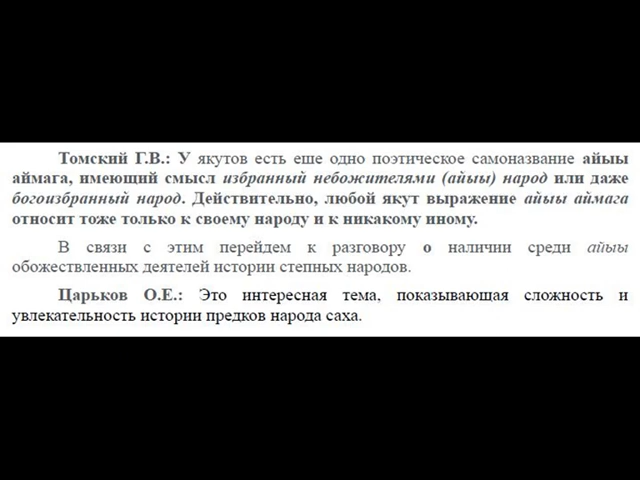 Томский Г.В.: У якутов есть еше одно поэтическое самоназвание айыы
аймага, имеющий смысл избранный небожителями (айыы) народ или даже
богоизбранный народ. Действительно, любой якут выражение айыы аймага
относит тоже только к своему народу и к никакому иному.
В связи с этим перейдем к разговору о наличии среди айыы
обожествленных деятелей истории степных народов.
Царьков О.Е.: Это интересная тема, показывающая сложность и
увлекательность истории предков народа саха.